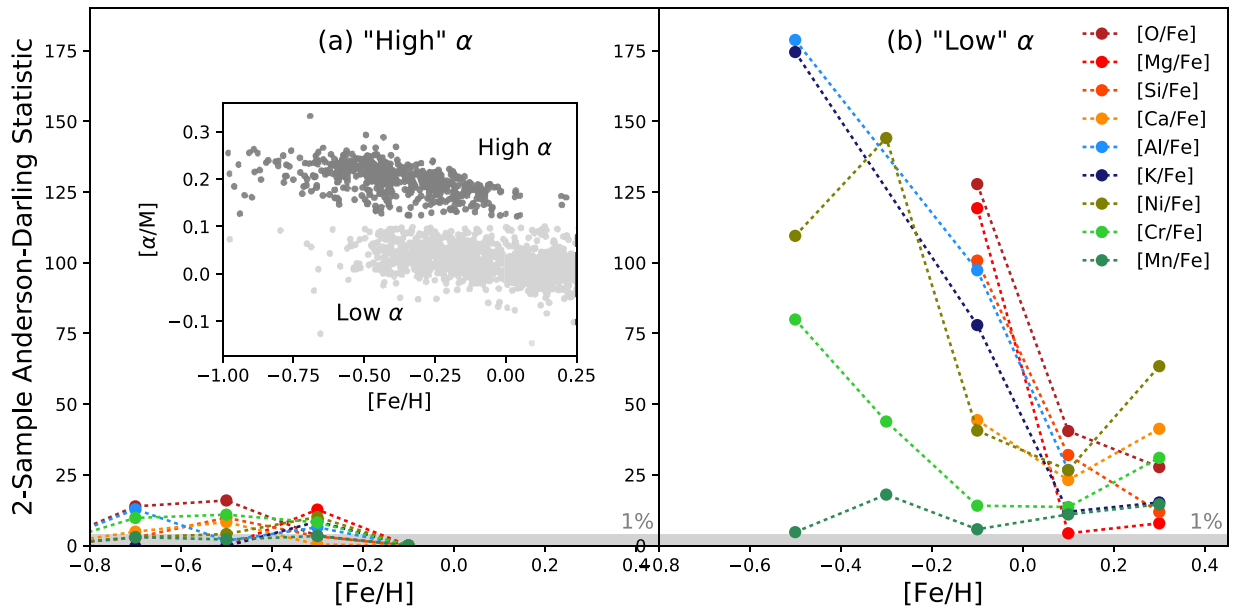 2-Sample Anderson-Darling Statistic
175
150
125
100
75
50
25
0
(a) "High" α
[α/M]
0.3
0.2
0.1
0.0
−0.1
High α
Low α
−1.00 −0.75 −0.50 −0.25 0.00 0.25
[Fe/H]
1%
−0.8 −0.6 −0.4 −0.2 0.0 0.2 0.4
[Fe/H]
175
150
125
100
75
50
25
0
(b) "Low" α
[O/Fe]
[Mg/Fe]
[Si/Fe]
[Ca/Fe]
[Al/Fe]
[K/Fe]
[Ni/Fe]
[Cr/Fe]
[Mn/Fe]
1%
−0.8 −0.6 −0.4 −0.2 0.0 0.2 0.4
[Fe/H]